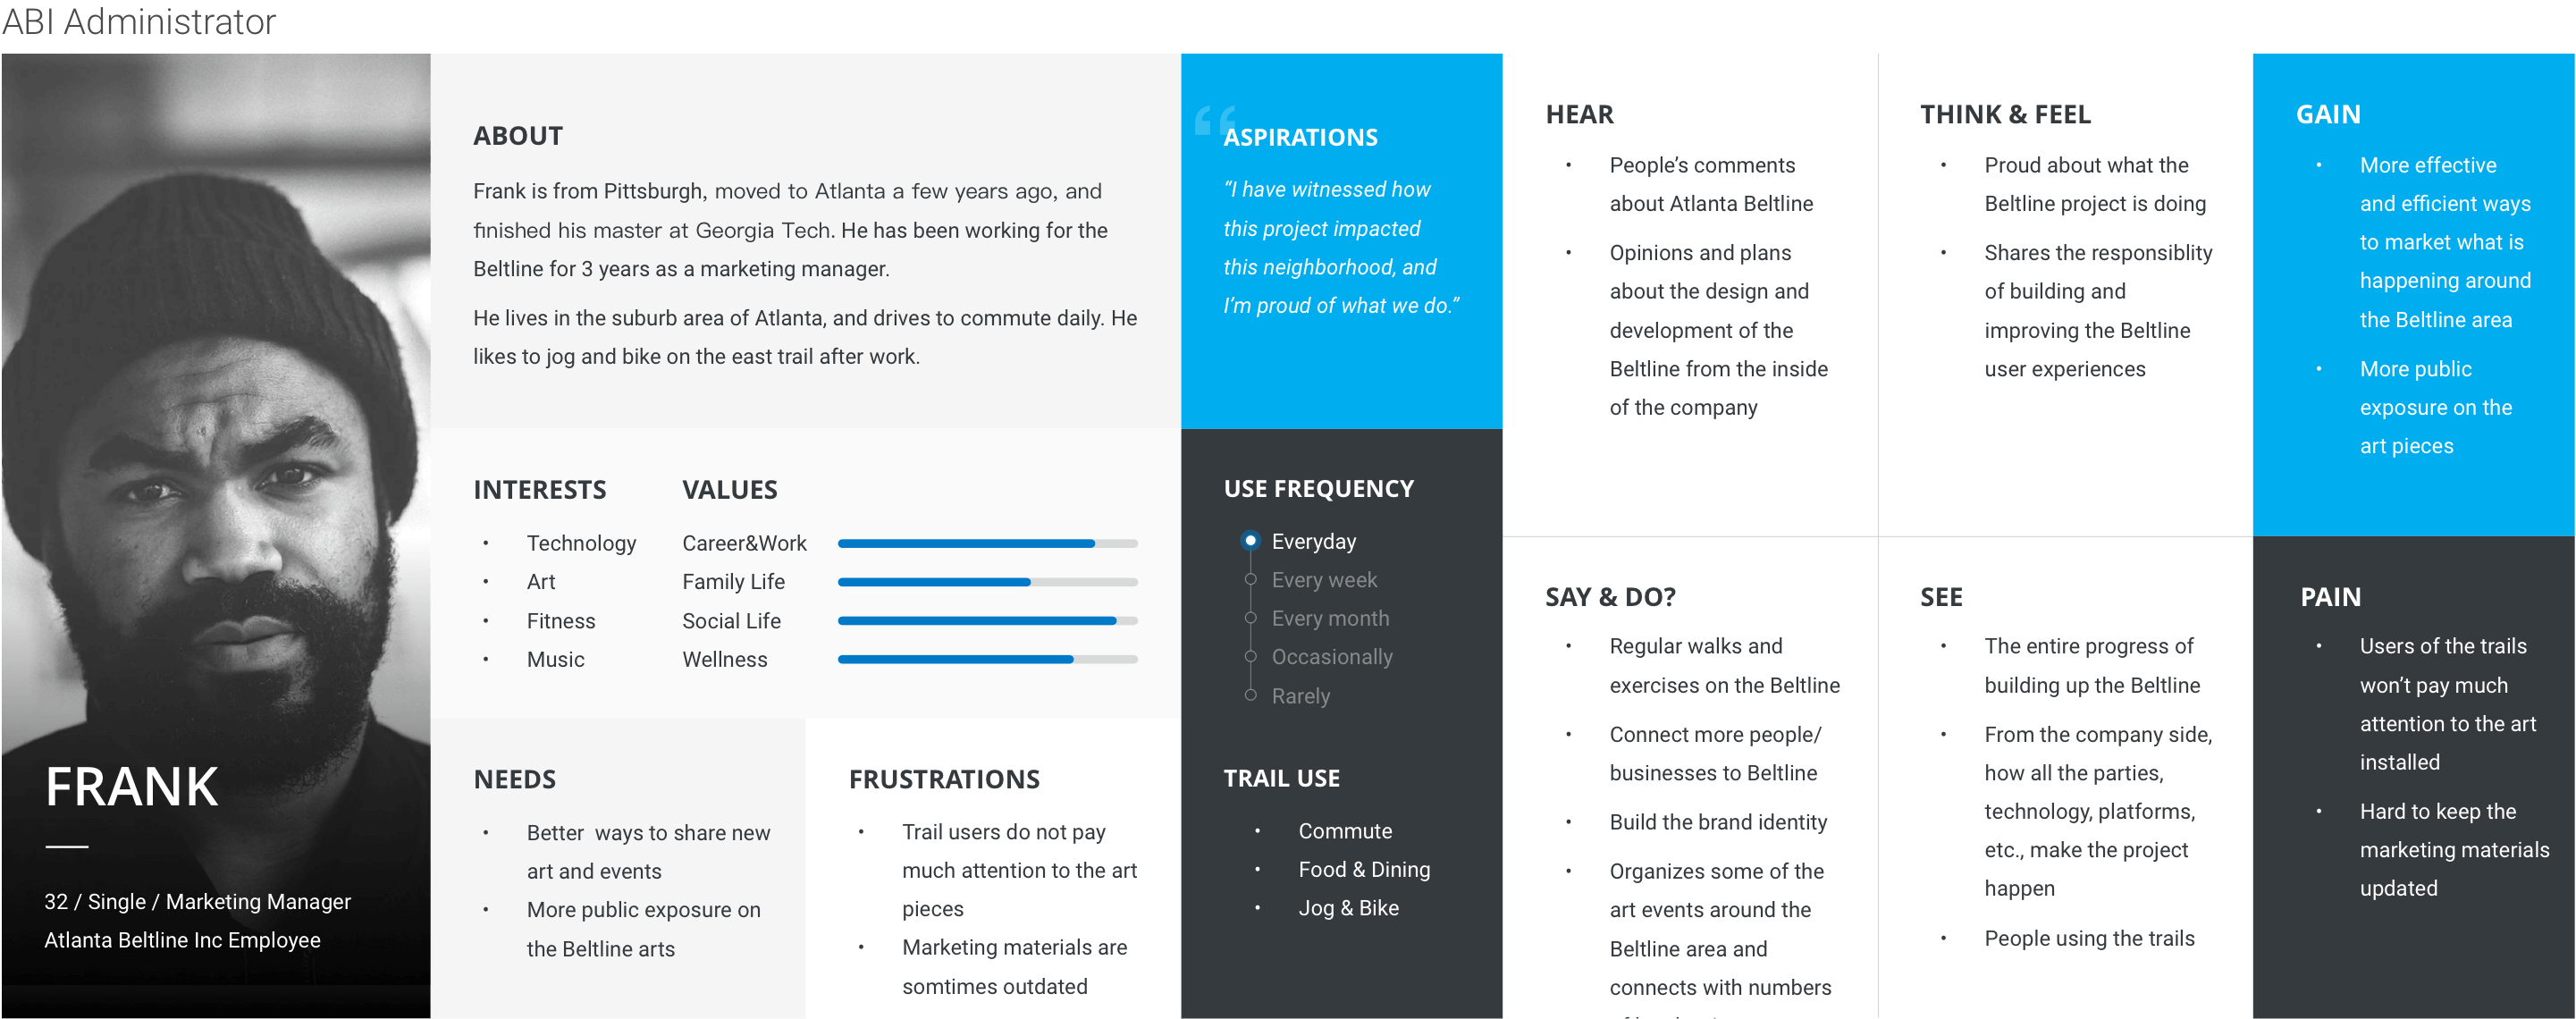 ABI Administrator
FRANK
32 / Single / Marketing Manager
Atlanta Beltline Inc Employee
ABOUT
Frank is from Pittsburgh, moved to Atlanta a few years ago, and
finished his master at Georgia Tech. He has been working for the
Beltline for 3 years as a marketing manager.
He lives in the suburb area of Atlanta, and drives to commute daily. He
likes to jog and bike on the east trail after work.
INTERESTS
• Technology
• Art
• Fitness
• Music
VALUES
Career&Work
Family Life
Social Life
Wellness
NEEDS
• Better  ways to share new
art and events
• More public exposure on
the Beltline arts
FRUSTRATIONS
• Trail users do not pay
much attention to the art
pieces
• Marketing materials are
somtimes outdated
“
ASPIRATIONS
“I have witnessed how
this project impacted
this neighborhood, and
I’m proud of what we do.”
USE FREQUENCY
Everyday
Every week
Every month
Occasionally
Rarely
TRAIL USE
• Commute
• Food & Dining
• Jog & Bike
HEAR
• People’s comments
about Atlanta Beltline
• Opinions and plans
about the design and
development of the
Beltline from the inside
of the company
THINK & FEEL
• Proud about what the
Beltline project is doing
• Shares the responsiblity
of building and
improving the Beltline
user experiences
SAY & DO?
• Regular walks and
exercises on the Beltline
• Connect more people/
businesses to Beltline
• Build the brand identity
• Organizes some of the
art events around the
Beltline area and
connects with numbers
SEE
• The entire progress of
building up the Beltline
• From the company side,
how all the parties,
technology, platforms,
etc., make the project
happen
• People using the trails
GAIN
• More effective
and efficient ways
to market what is
happening around
the Beltline area
• More public
exposure on the
art pieces
PAIN
• Users of the trails
won’t pay much
attention to the art
installed
• Hard to keep the
marketing materials
updated